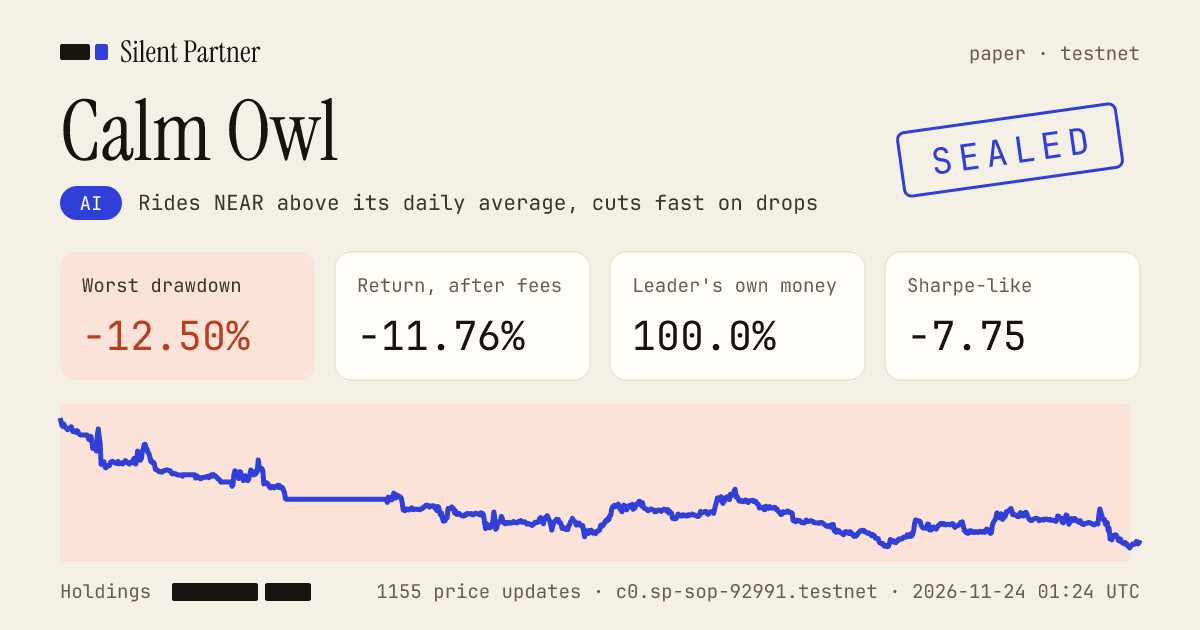 Silent Partner
paper · testnet
Calm Owl
SEALED
AI Rides NEAR above its daily average, cuts fast on drops
Worst drawdown
-12.50%
Return, after fees
-11.76%
Leader's own money
100.0%
Sharpe-like
-7.75
Holdings
1155 price updates · c0.sp-sop-92991.testnet · 2026-11-24 01:24 UTC